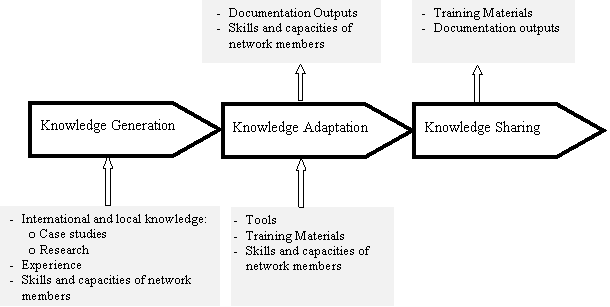 - Documentation Outputs
- Skills and capacities of
network members
- Training Materials
- Documentation outputs
Knowledge Generation
Knowledge Adaptation
Knowledge Sharing
- International and local knowledge:
o Case studies
o Research
- Experience
- Skills and capacities of network
members
- Tools
- Training Materials
- Skills and capacities of
network members